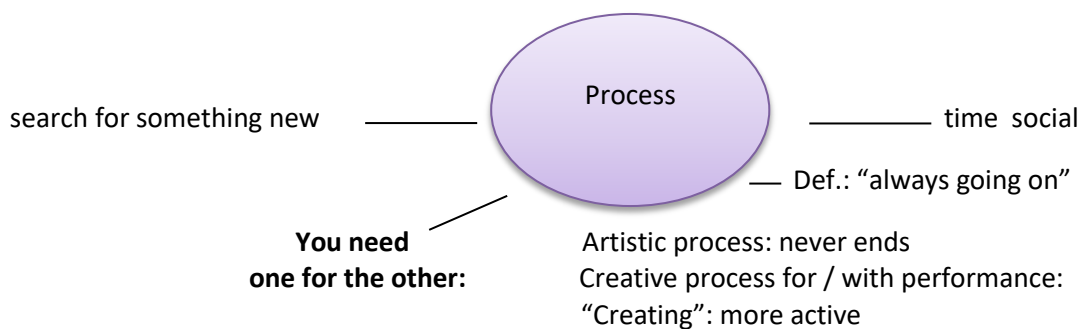 Process
search for something new
time social
Def.: “always going on”
You need
one for the other:
Artistic process: never ends
Creative process for / with performance:
“Creating”: more active